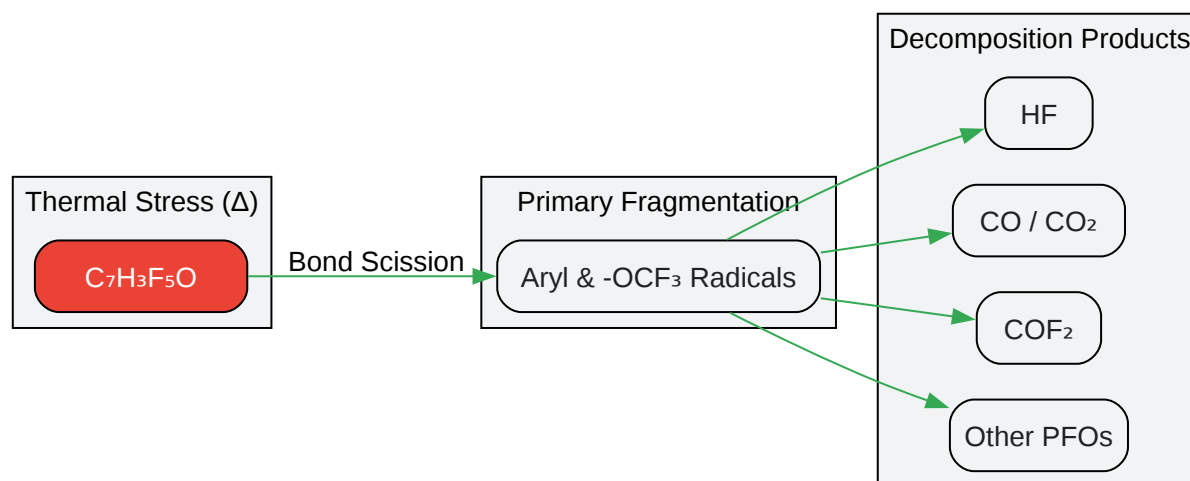 Thermal Stress (Δ)
C₇H₃F₅O
Bond Scission
Primary Fragmentation
Aryl & -OCF₃ Radicals
Decomposition Products
HF
CO / CO₂
COF₂
Other PFOs